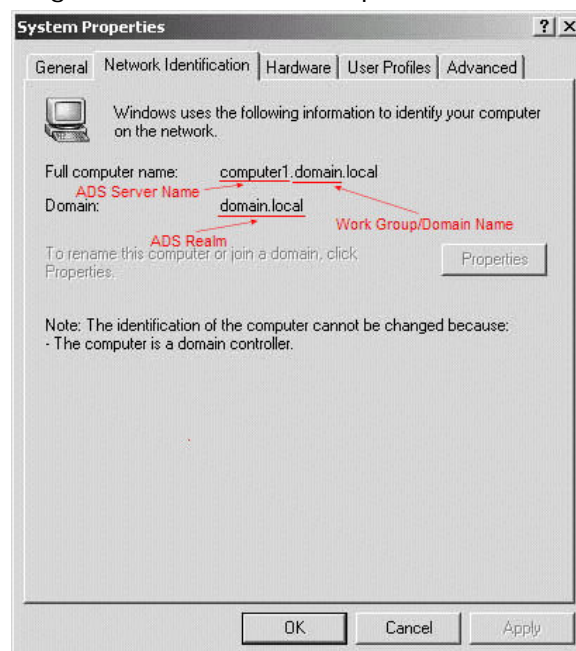 System Properties
? X
General Network Identification Hardware User Profiles Advanced
Windows uses the following information to identify your computer
on the network.
Full computer name: computer1.domain.local
ADS Server Name
Domain: domain.local
Work Group/Domain Name
ADS Realm
To rename this computer or join a domain, click
Properties.
Properties
Note: The identification of the computer cannot be changed because:
- The computer is a domain controller.
OK Cancel Apply